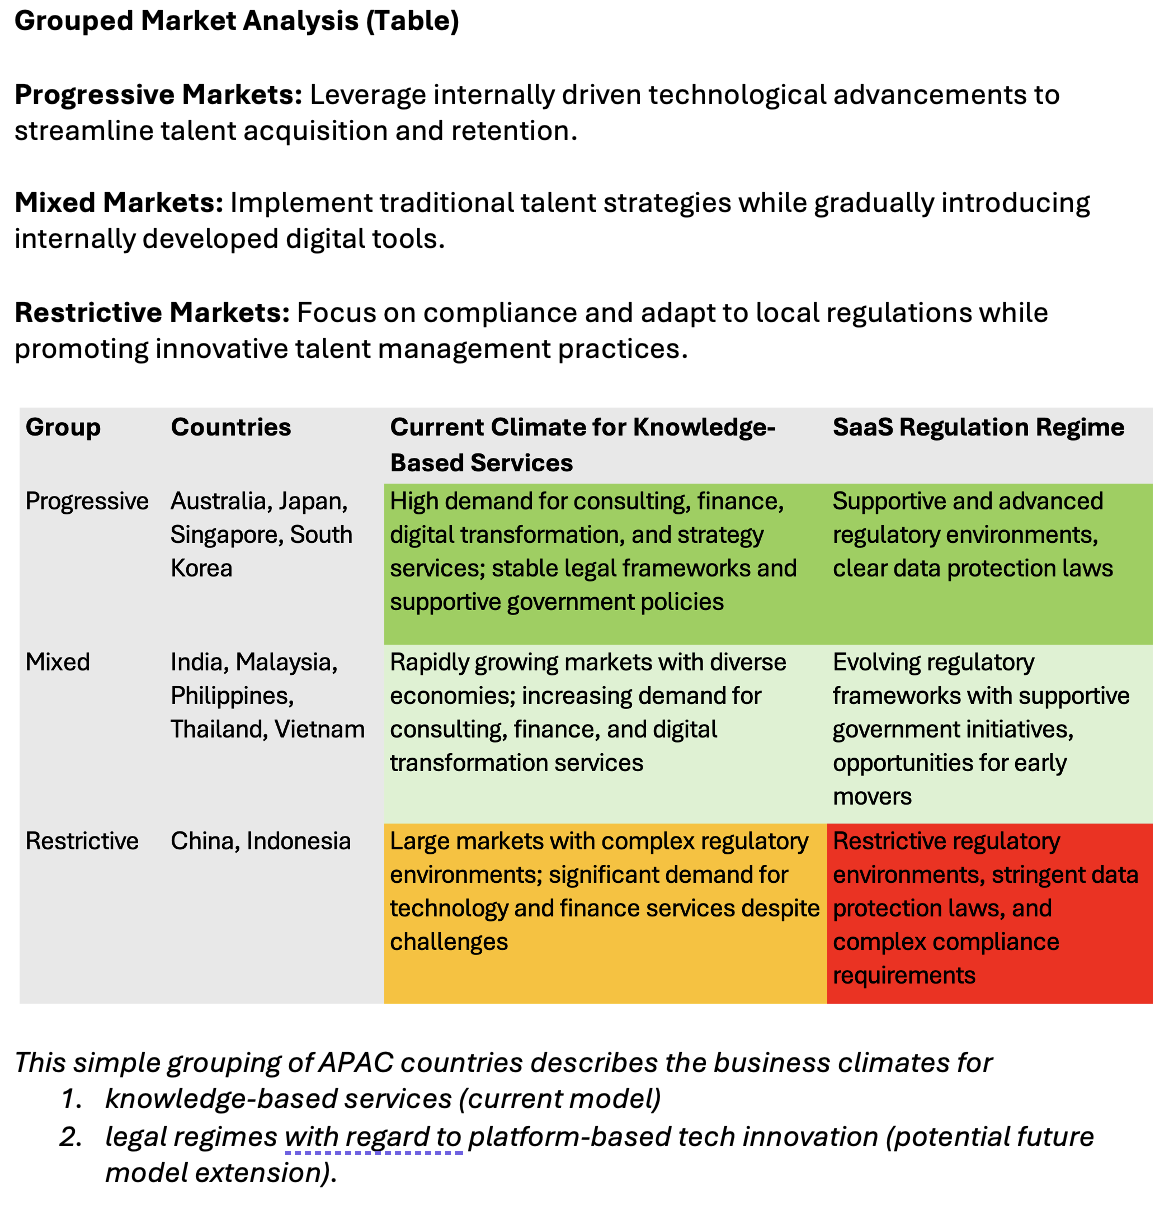 Grouped Market Analysis (Table)
Progressive Markets: Leverage internally driven technological advancements to
streamline talent acquisition and retention.
Mixed Markets: Implement traditional talent strategies while gradually introducing
internally developed digital tools.
Restrictive Markets: Focus on compliance and adapt to local regulations while
promoting innovative talent management practices.
Group
Countries
Current Climate for Knowledge-
Based Services
SaaS Regulation Regime
Progressive
Australia, Japan,
Singapore, South
Korea
High demand for consulting, finance,
digital transformation, and strategy
services; stable legal frameworks and
supportive government policies
Supportive and advanced
regulatory environments,
clear data protection laws
Mixed
India, Malaysia,
Philippines,
Thailand, Vietnam
Rapidly growing markets with diverse
economies; increasing demand for
consulting, finance, and digital
transformation services
Evolving regulatory
frameworks with supportive
government initiatives,
opportunities for early
movers
Restrictive
China, Indonesia
Large markets with complex regulatory
environments; significant demand for
technology and finance services despite
challenges
Restrictive regulatory
environments, stringent data
protection laws, and
complex compliance
requirements
This simple grouping of APAC countries describes the business climates for
1. knowledge-based services (current model)
2. legal regimes with regard to platform-based tech innovation (potential future
model extension).